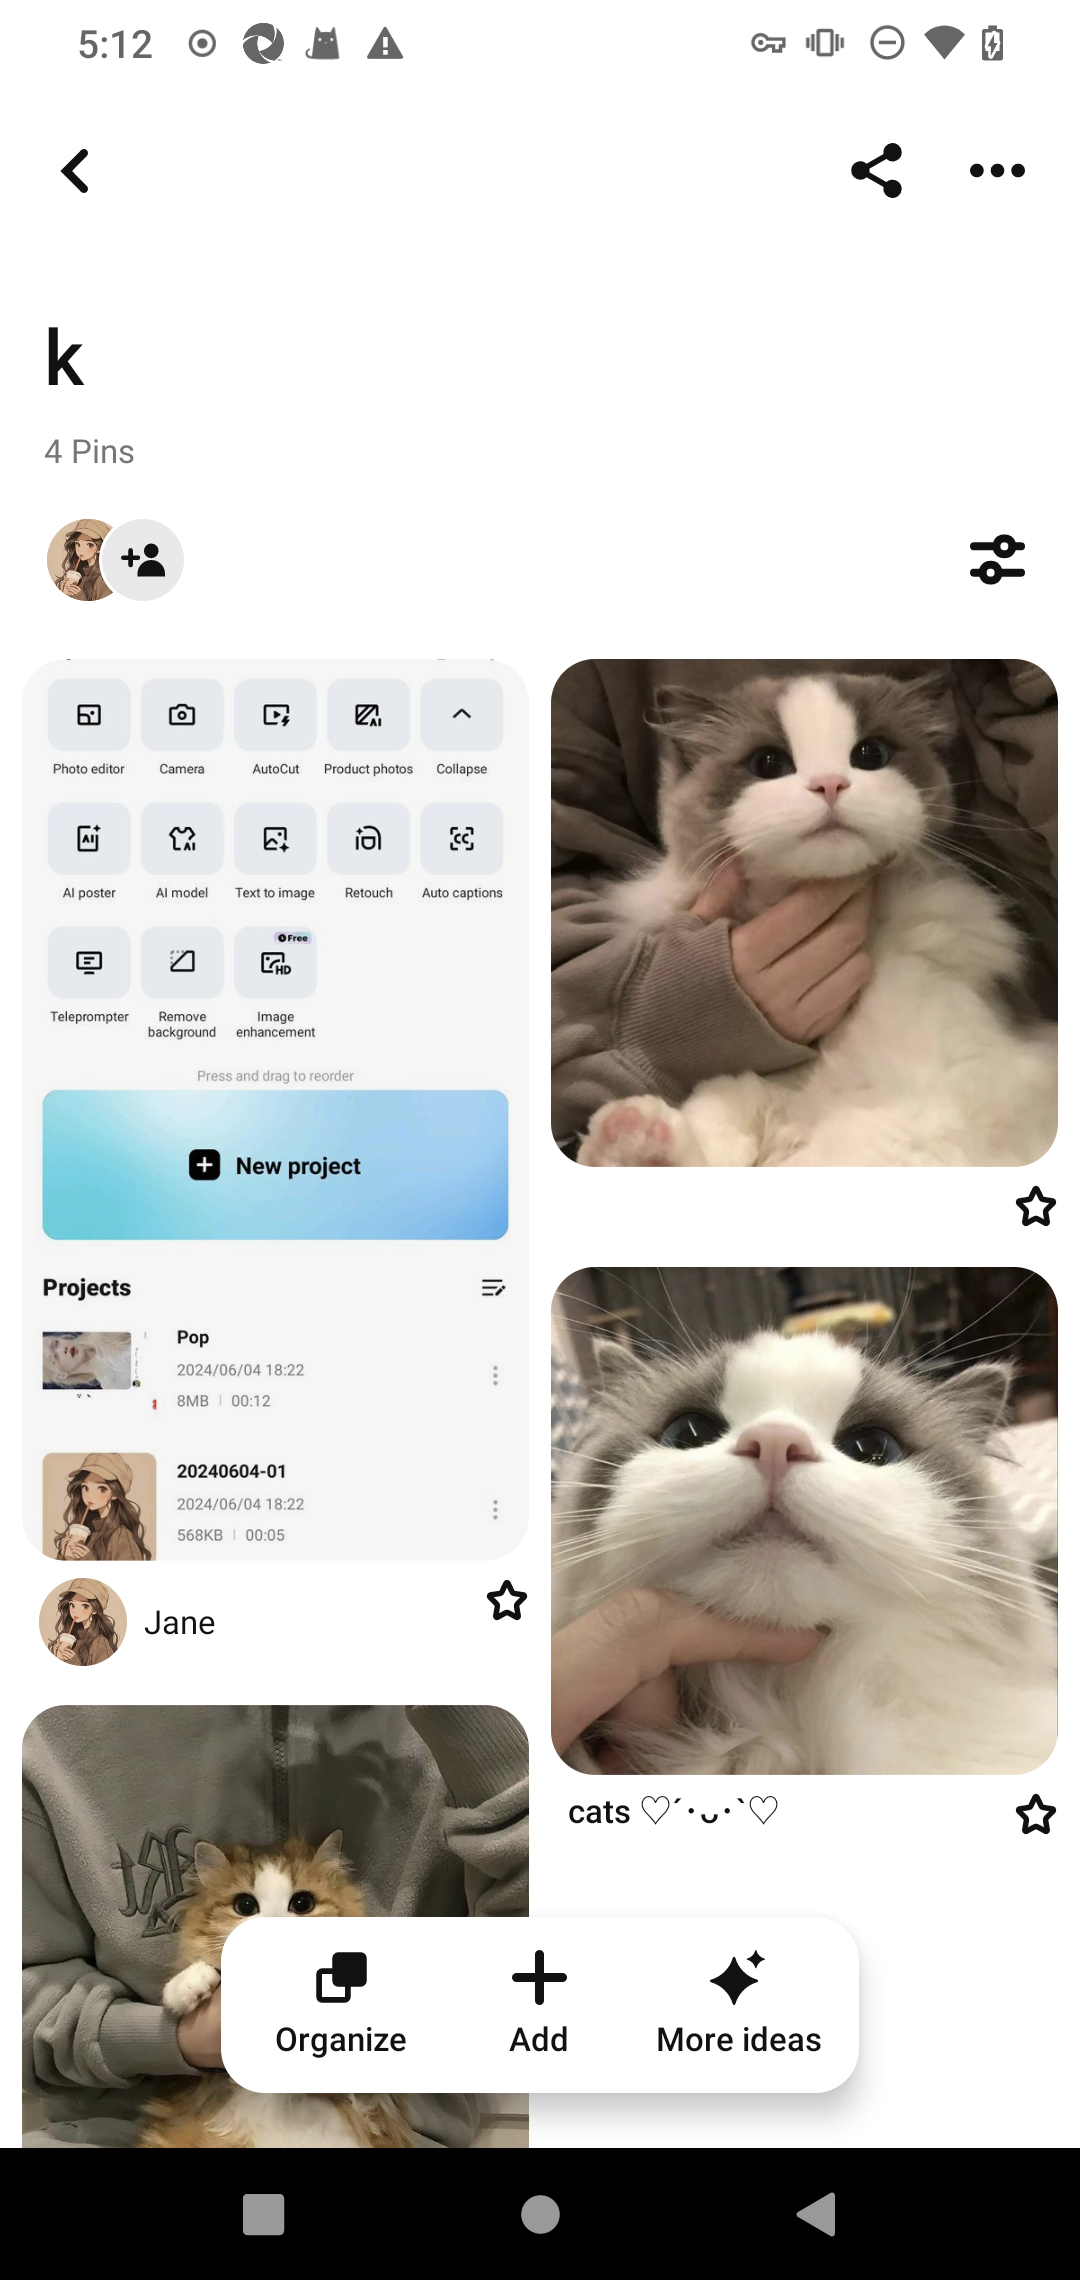 5:12
k
4 Pins
Photo editor
Camera
AutoCut
Product photos
Collapse
AI poster
AI model
Text to image
Retouch
Auto captions
Free
Teleprompter
Remove background
Image enhancement
Press and drag to reorder
New project
Projects
Pop
2024/06/04 18:22
8MB | 00:12
20240604-01
2024/06/04 18:22
568KB | 00:05
Jane
cats ♡´･ᴗ･`♡
Organize
Add
More ideas